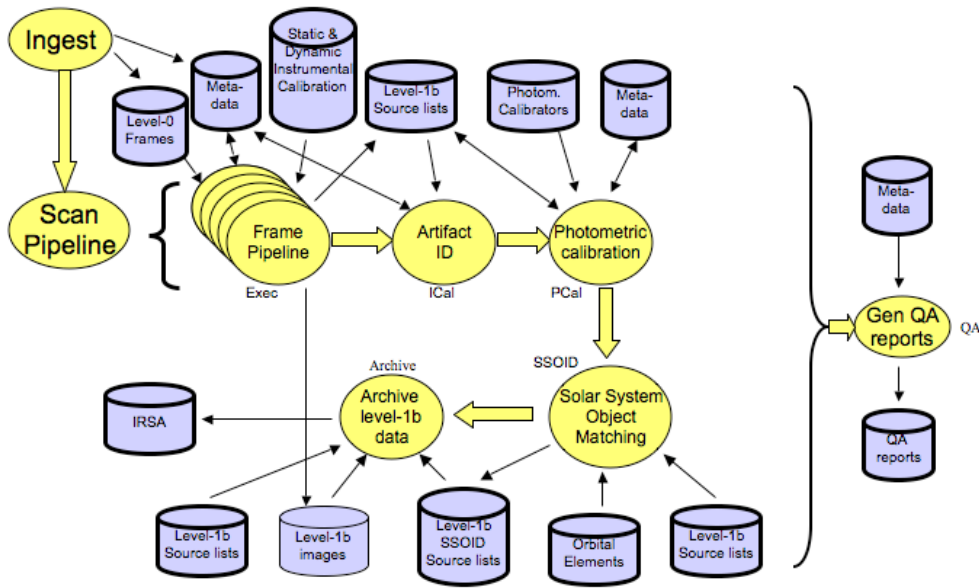 Ingest
Static &
Dynamic
Instrumental
Calibration
Meta-
data
Level-0
Frames
Level-1b
Source lists
Photom.
Calibrators
Meta-
data
Scan
Pipeline
Frame
Pipeline
Exec
Artifact
ID
ICal
Photometric
calibration
PCal
Meta-
data
Gen QA
reports
QA
QA
reports
SSOID
Solar System
Object
Matching
Archive
Archive
level-1b
data
IRSA
Level-1b
Source lists
Level-1b
images
Level-1b
SSOID
Source lists
Orbital
Elements
Level-1b
Source lists